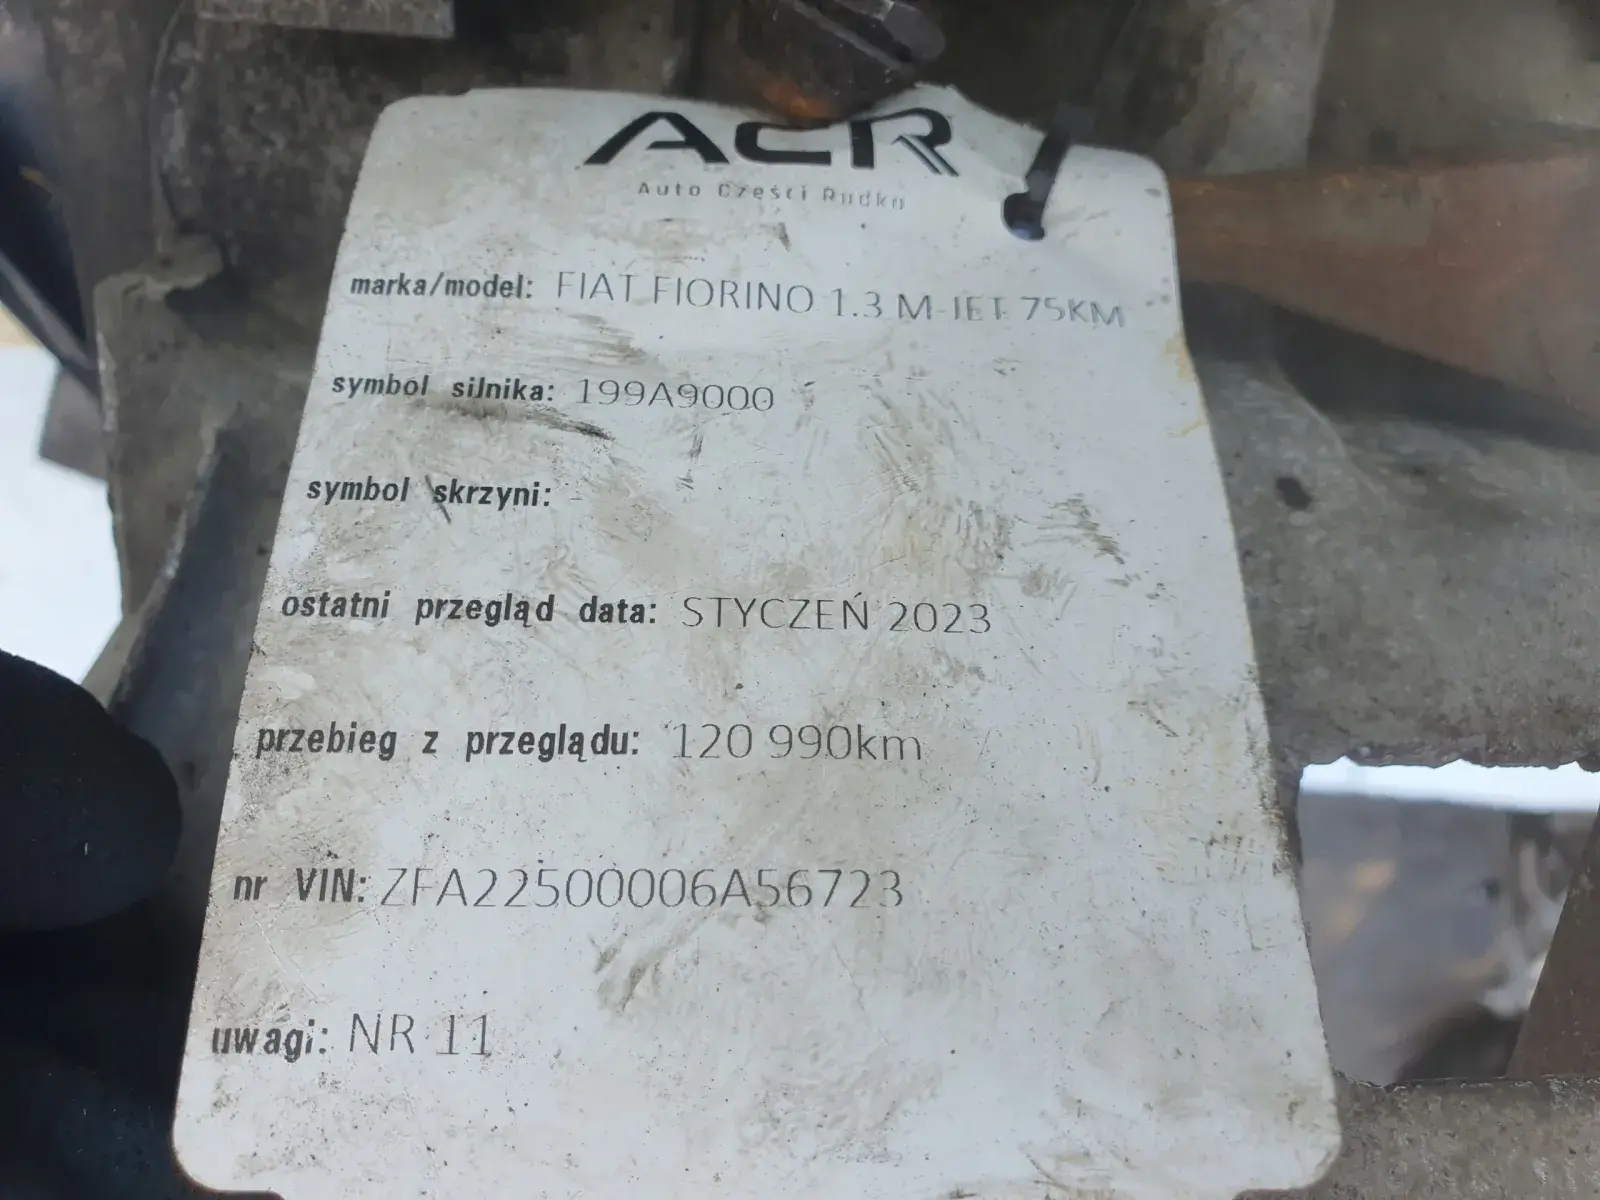 ACR
Auto Części Rudko
marka/model: FIAT FIORINO 1.3 M-JET 75KM
symbol silnika: 199A9000
symbol skrzyni:
ostatni przegląd data: STYCZEŃ 2023
przebieg z przeglądu: 120 990km
nr VIN: ZFA22500006A56723
uwagi: NR 11